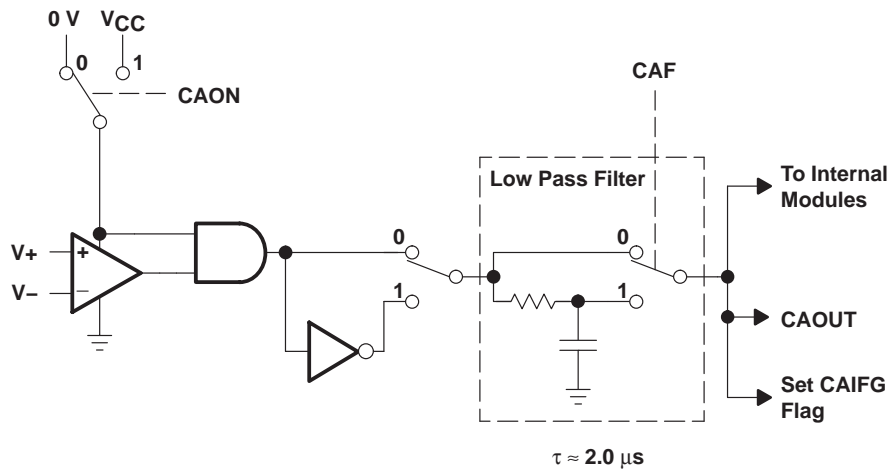 0 V
VCC
0
1
CAON
CAF
Low Pass Filter
To Internal
Modules
V+
+
V−
−
0
1
0
1
CAOUT
Set CAIFG
Flag
τ ≈ 2.0 μs